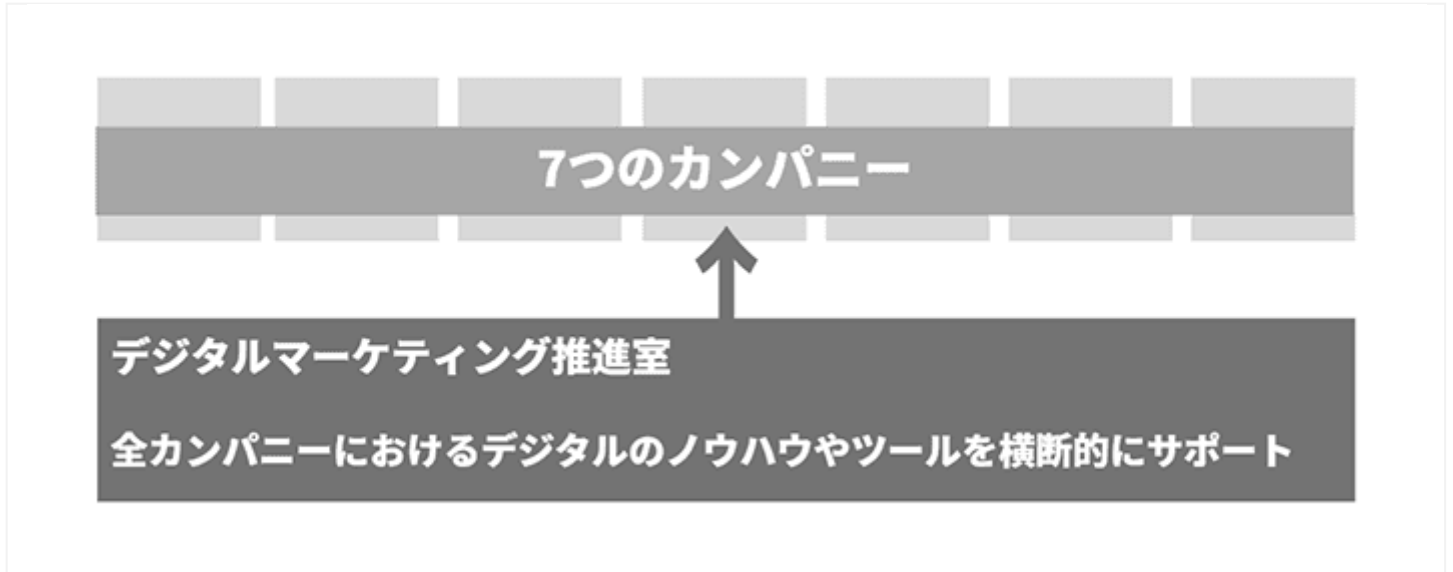 7つのカンパニー
デジタルマーケティング推進室
全カンパニーにおけるデジタルのノウハウやツールを横断的にサポート